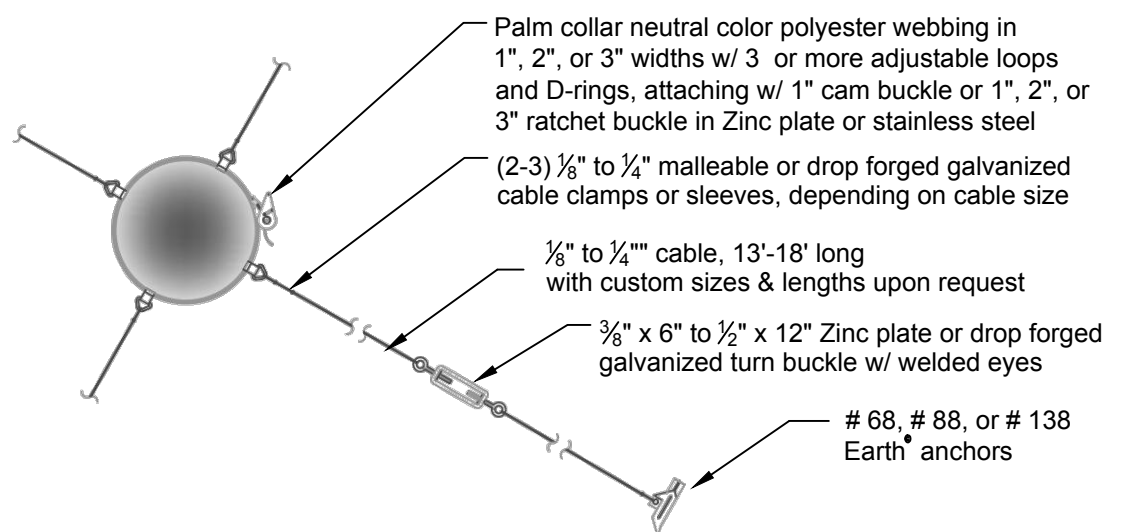 Palm collar neutral color polyester webbing in
1", 2", or 3" widths w/ 3 or more adjustable loops
and D-rings, attaching w/ 1" cam buckle or 1", 2", or
3" ratchet buckle in Zinc plate or stainless steel
(2-3) ⅛" to ¼" malleable or drop forged galvanized
cable clamps or sleeves, depending on cable size
⅛" to ¼"" cable, 13'-18' long
with custom sizes & lengths upon request
⅜" x 6" to ½" x 12" Zinc plate or drop forged
galvanized turn buckle w/ welded eyes
# 68, # 88, or # 138
Earth® anchors